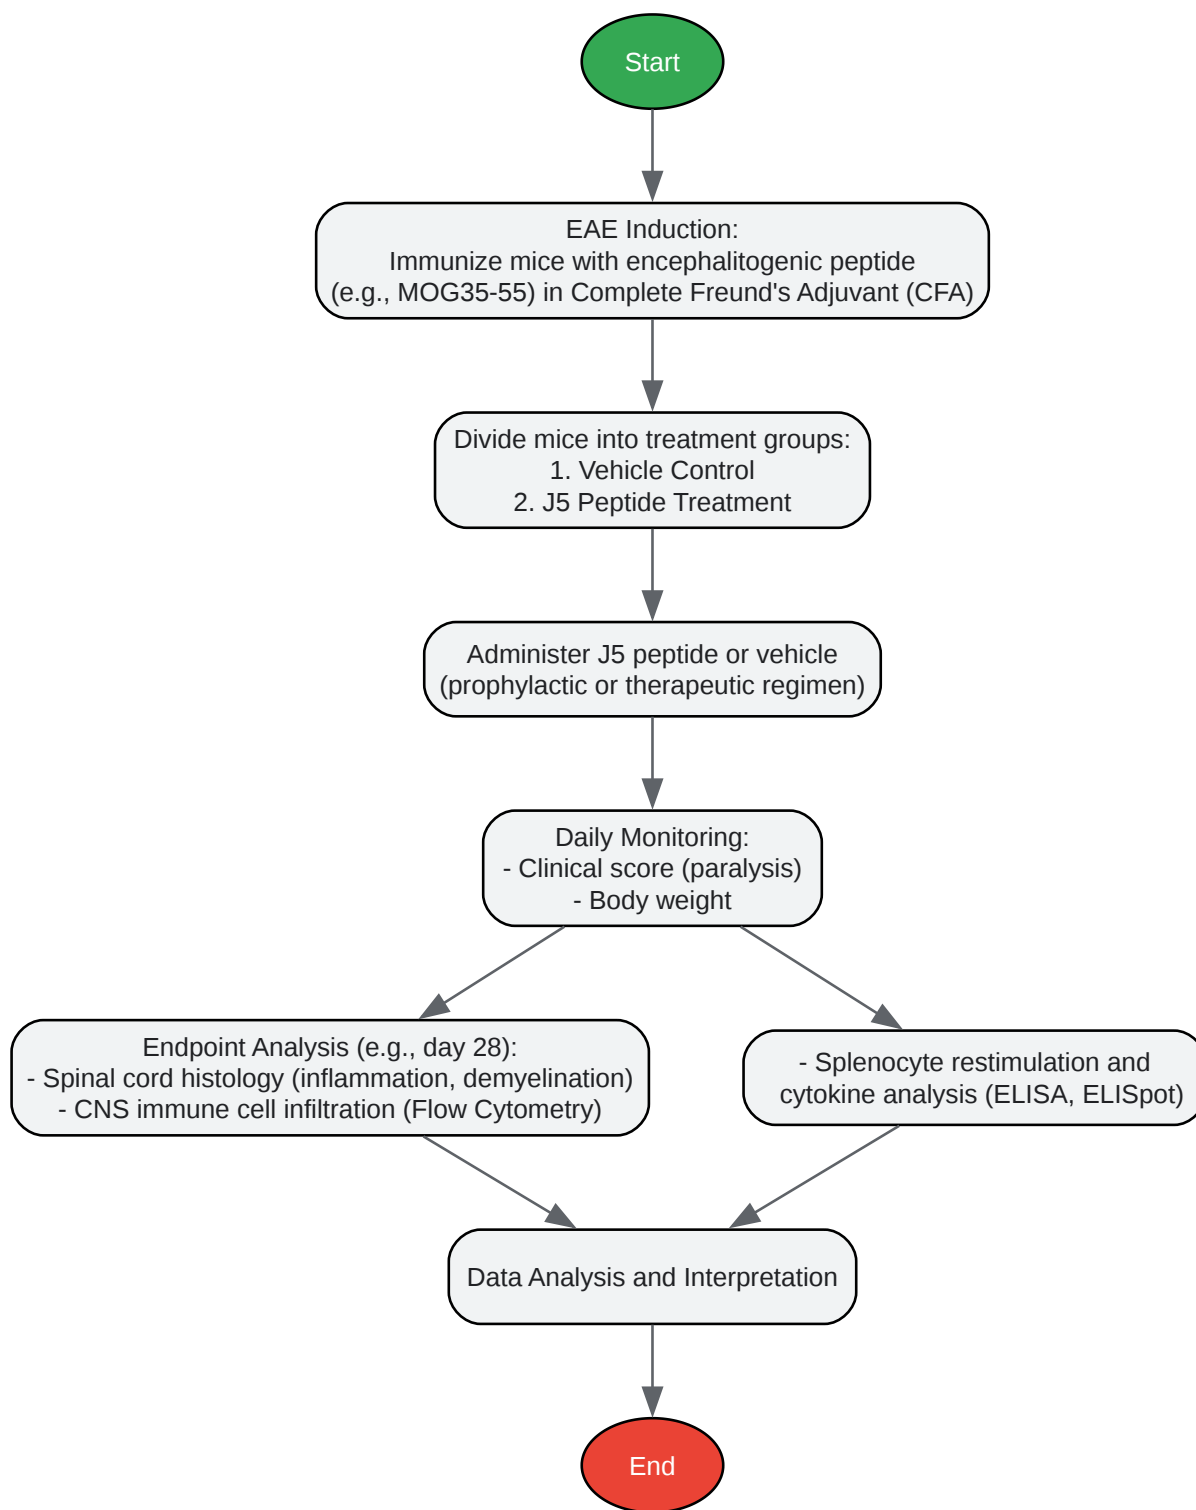 Start
EAE Induction:
Immunize mice with encephalitogenic peptide
(e.g., MOG35-55) in Complete Freund's Adjuvant (CFA)
Divide mice into treatment groups:
1. Vehicle Control
2. J5 Peptide Treatment
Administer J5 peptide or vehicle
(prophylactic or therapeutic regimen)
Daily Monitoring:
- Clinical score (paralysis)
- Body weight
Endpoint Analysis (e.g., day 28):
- Spinal cord histology (inflammation, demyelination)
- CNS immune cell infiltration (Flow Cytometry)
- Splenocyte restimulation and
cytokine analysis (ELISA, ELISpot)
Data Analysis and Interpretation
End